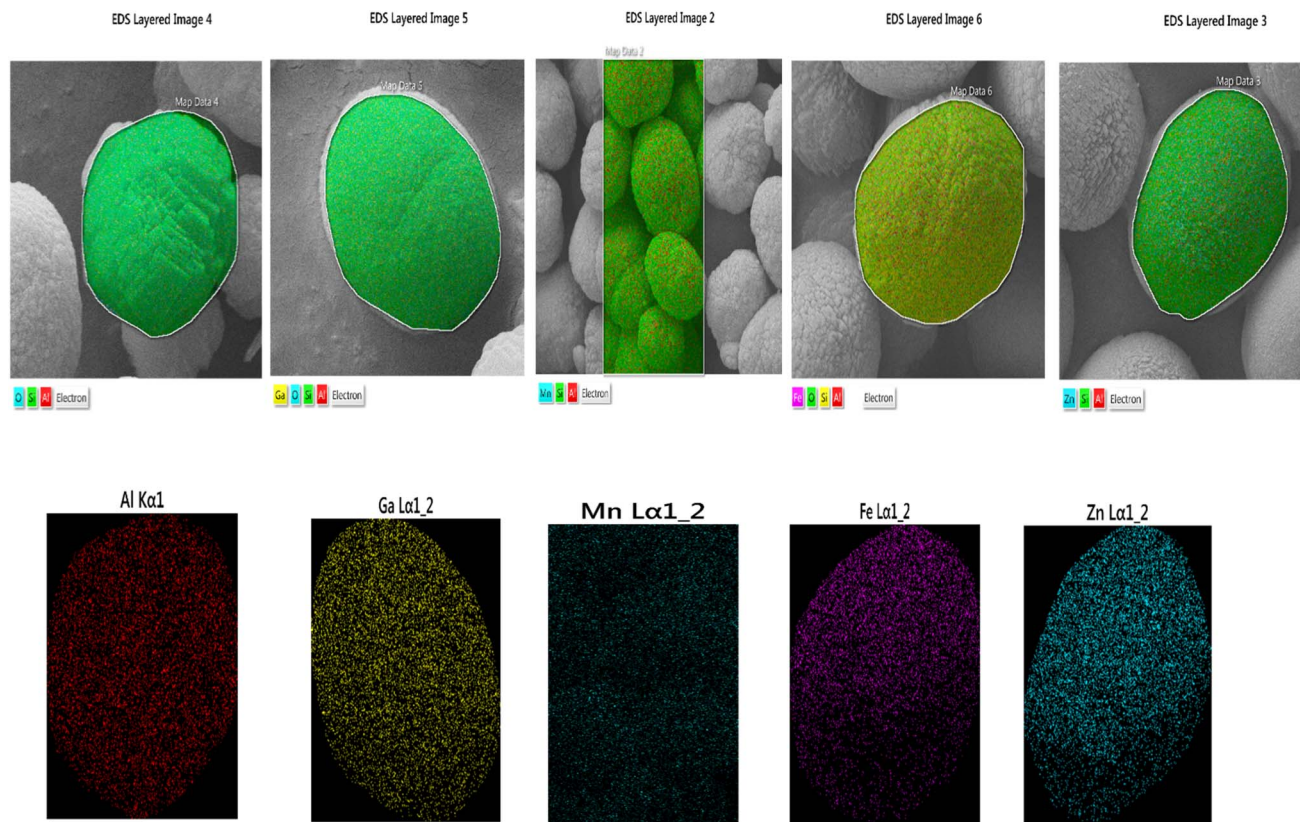 EDS Layered Image 4
EDS Layered Image 5
EDS Layered Image 2
EDS Layered Image 6
EDS Layered Image 3
Map Data 4
Map Data 5
Map Data 2
Map Data 6
Map Data 3
O Si Al Electron
Ga O Si Al Electron
Mn Si Al Electron
Fe O Si Al Electron
Zn Si Al Electron
Al Kα1
Ga Lα1_2
Mn Lα1_2
Fe Lα1_2
Zn Lα1_2